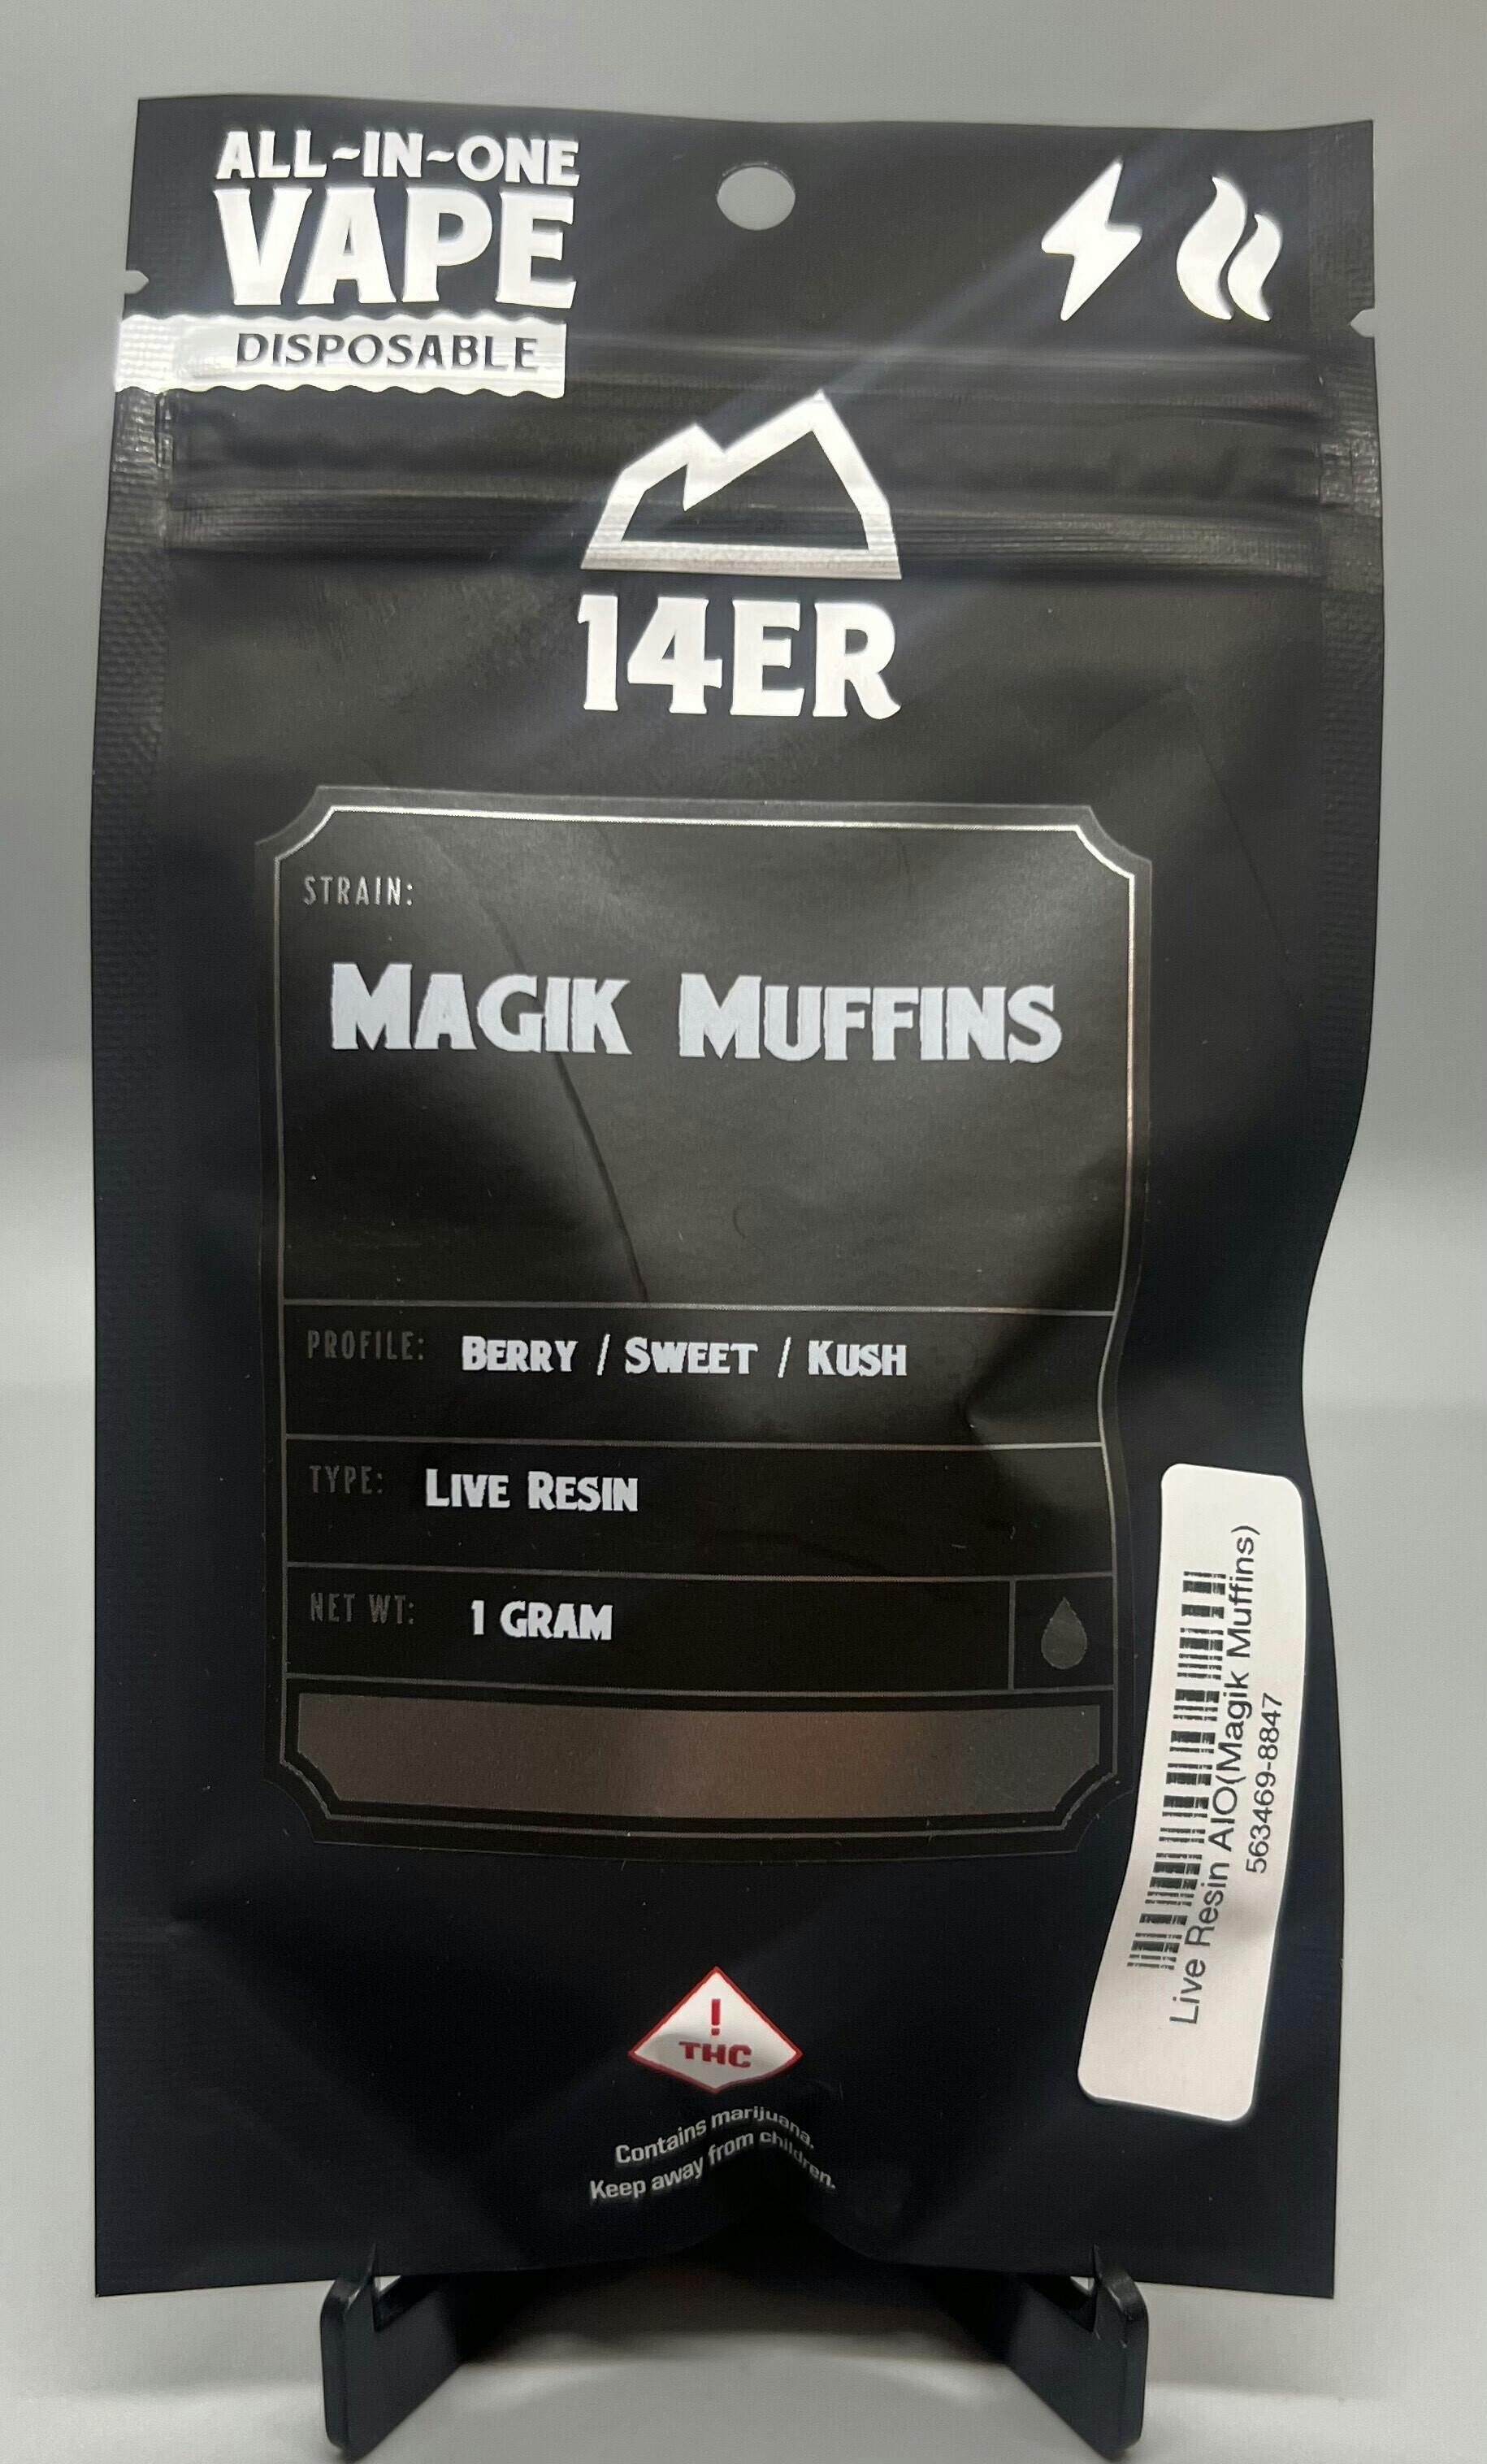 ALL~IN~ONE
VAPE
DISPOSABLE
14ER
STRAIN:
MAGIK MUFFINS
PROFILE: BERRY / SWEET / KUSH
TYPE: LIVE RESIN
NET WT: 1 GRAM
Live Resin AIO(Magik Muffins)
563469-8847
!
THC
Contains marijuana.
Keep away from children.